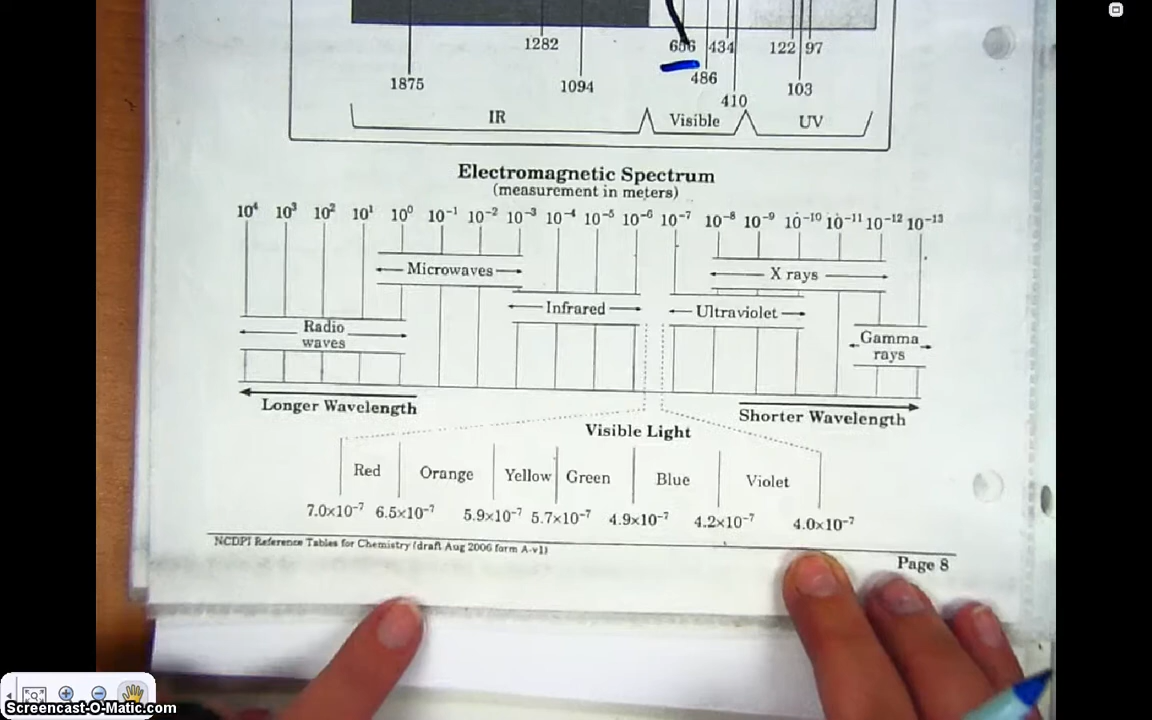 1282 656 434 122 97
1875 1094 486 103
410
IR Visible UV
Electromagnetic Spectrum
(measurement in meters)
10⁴ 10³ 10² 10¹ 10⁰ 10⁻¹ 10⁻² 10⁻³ 10⁻⁴ 10⁻⁵ 10⁻⁶ 10⁻⁷ 10⁻⁸ 10⁻⁹ 10⁻¹⁰ 10⁻¹¹ 10⁻¹² 10⁻¹³
Microwaves X rays
Infrared Ultraviolet
Radio
waves
Gamma
rays
Longer Wavelength Shorter Wavelength
Visible Light
Red Orange Yellow Green Blue Violet
7.0×10⁻⁷ 6.5×10⁻⁷ 5.9×10⁻⁷ 5.7×10⁻⁷ 4.9×10⁻⁷ 4.2×10⁻⁷ 4.0×10⁻⁷
NCDPI Reference Tables for Chemistry (draft Aug 2006 form A-v1)
Page 8
Screencast-O-Matic.com